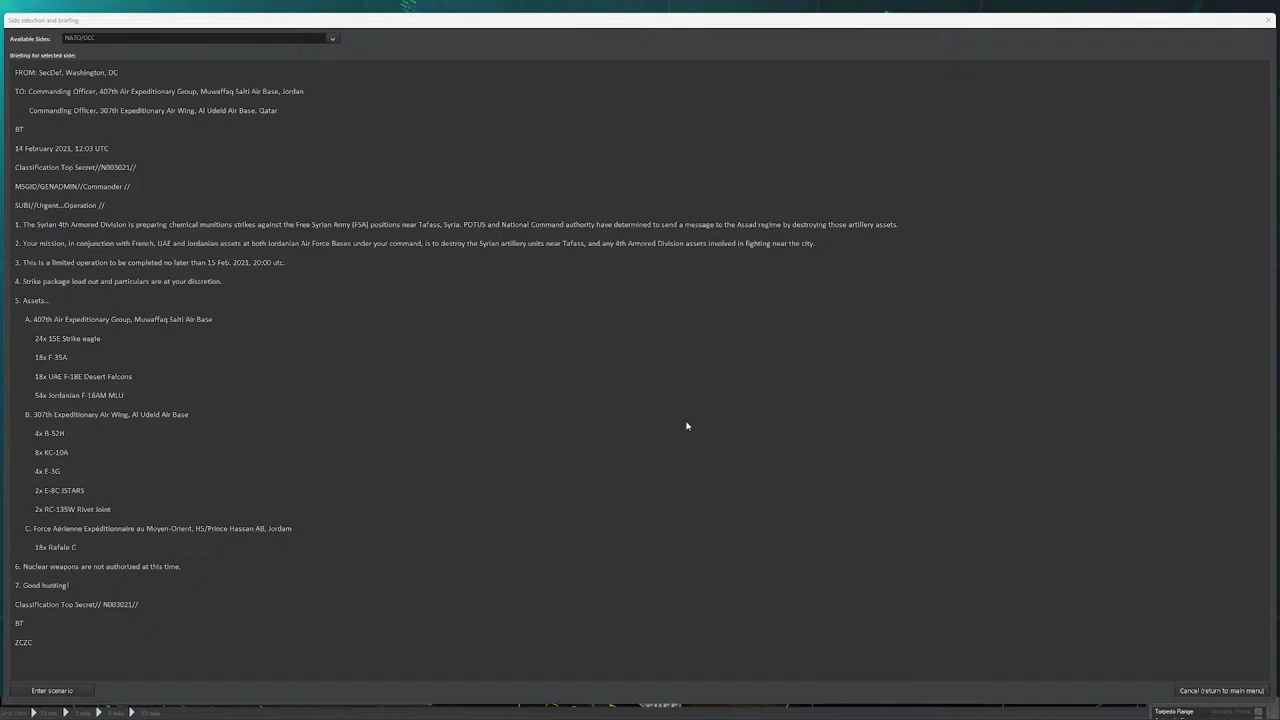 Side selection and briefing
Available Sides: NATO/GCC
Briefing for selected side:
FROM: SecDef, Washington, DC
TO: Commanding Officer, 407th Air Expeditionary Group, Muwaffaq Salti Air Base, Jordan
Commanding Officer, 307th Expeditionary Air Wing, Al Udeid Air Base, Qatar
BT
14 February 2021, 12:03 UTC
Classification Top Secret//N003021//
MSGID/GENADMIN//Commander //
SUBJ//Urgent...Operation //
1. The Syrian 4th Armored Division is preparing chemical munitions strikes against the Free Syrian Army (FSA) positions near Tafass, Syria. POTUS and National Command authority have determined to send a message to the Assad regime by destroying those artillery assets.
2. Your mission, in conjunction with French, UAE and Jordanian assets at both Jordanian Air Force Bases under your command, is to destroy the Syrian artillery units near Tafass, and any 4th Armored Division assets involved in fighting near the city.
3. This is a limited operation to be completed no later than 15 Feb. 2021, 20:00 utc.
4. Strike package load out and particulars are at your discretion.
5. Assets...
A. 407th Air Expeditionary Group, Muwaffaq Salti Air Base
24x 15E Strike eagle
18x F-35A
18x UAE F-18E Desert Falcons
54x Jordanian F-16AM MLU
B. 307th Expeditionary Air Wing, Al Udeid Air Base
4x B-52H
8x KC-10A
4x E-3G
2x E-8C JSTARS
2x RC-135W Rivet Joint
C. Force Aérienne Expéditionnaire au Moyen-Orient, H5/Prince Hassan AB, Jordam
18x Rafale C
6. Nuclear weapons are not authorized at this time.
7. Good hunting!
Classification Top Secret// N003021//
BT
ZCZC
Enter scenario
Cancel (return to main menu)
15 sec 1 min 5 min 15 min
Torpedo Range